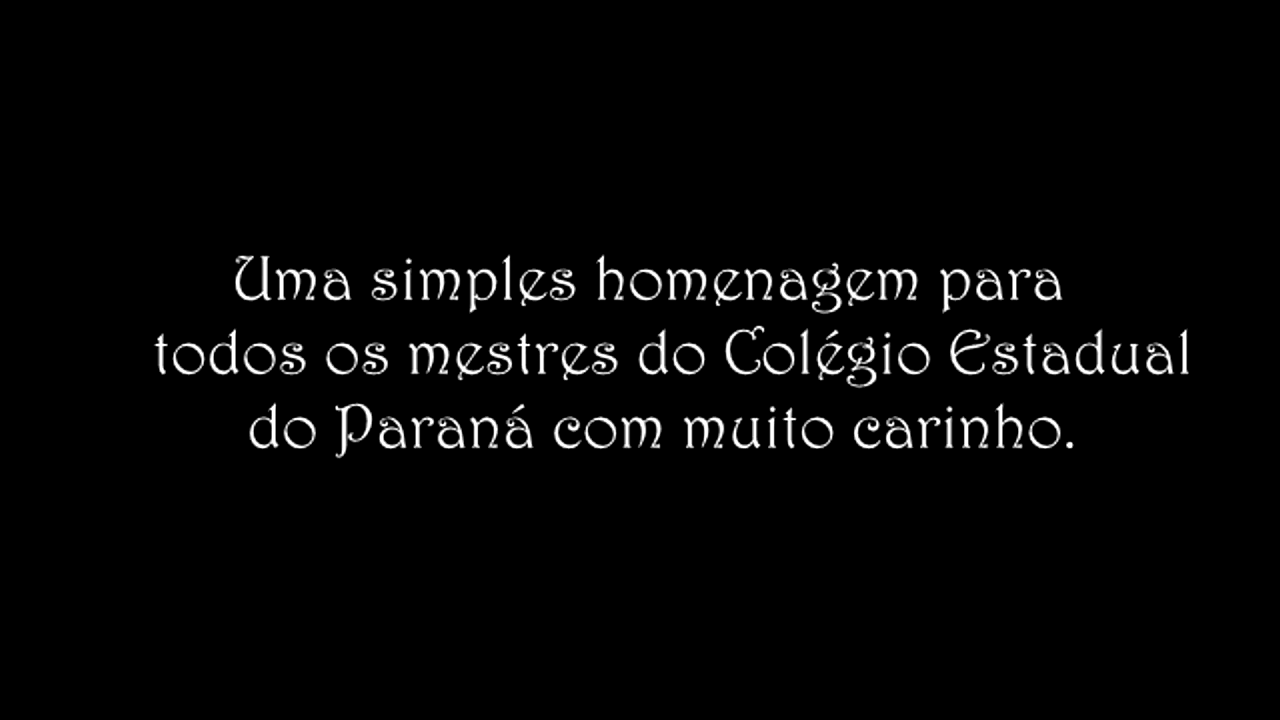 Uma simples homenagem para
todos os mestres do Colégio Estadual
do Paraná com muito carinho.